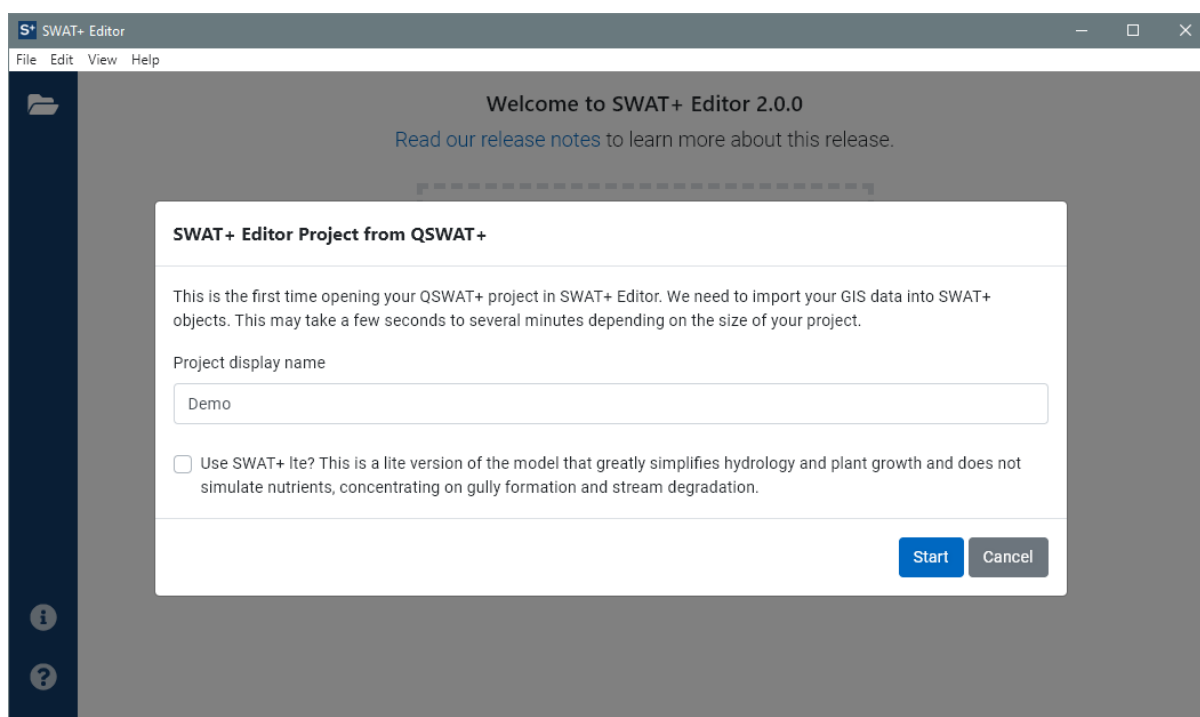 S+ SWAT+ Editor
File Edit View Help
Welcome to SWAT+ Editor 2.0.0
Read our release notes to learn more about this release.
SWAT+ Editor Project from QSWAT+
This is the first time opening your QSWAT+ project in SWAT+ Editor. We need to import your GIS data into SWAT+
objects. This may take a few seconds to several minutes depending on the size of your project.
Project display name
Demo
Use SWAT+ lte? This is a lite version of the model that greatly simplifies hydrology and plant growth and does not
simulate nutrients, concentrating on gully formation and stream degradation.
Start Cancel